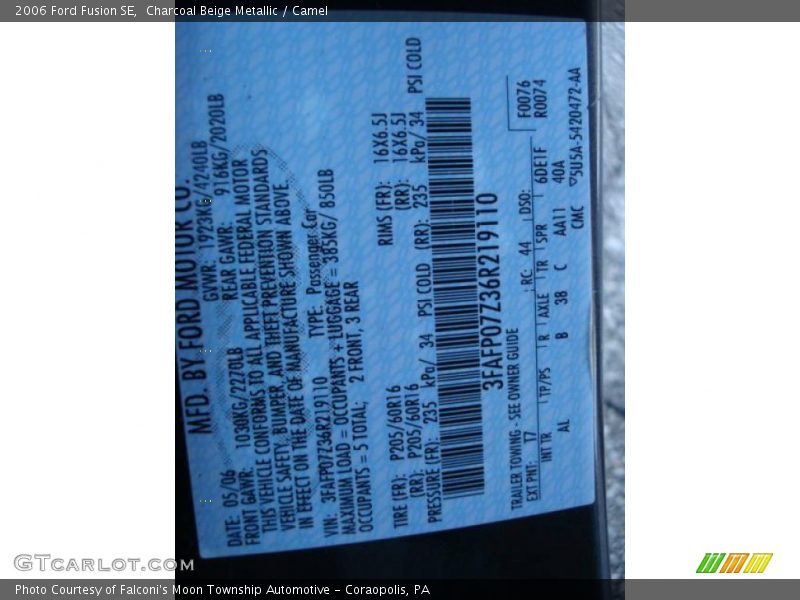 2006 Ford Fusion SE,  Charcoal Beige Metallic / Camel
MFD. BY FORD MOTOR CO.
DATE: 05/06 GVWR: 1923KG/4240LB
FRONT GAWR: 1030KG/2270LB REAR GAWR: 916KG/2020LB
THIS VEHICLE CONFORMS TO ALL APPLICABLE FEDERAL MOTOR
VEHICLE SAFETY, BUMPER, AND THEFT PREVENTION STANDARDS
IN EFFECT ON THE DATE OF MANUFACTURE SHOWN ABOVE.
VIN: 3FAFP07Z36R219110 TYPE: Passenger Car
MAXIMUM LOAD = OCCUPANTS + LUGGAGE = 385KG/ 850LB
OCCUPANTS = 5 TOTAL: 2 FRONT, 3 REAR
TIRE (FR): P205/60R16 RIMS (FR): 16X6.5J
(RR): P205/60R16 (RR): 16X6.5J
PRESSURE (FR): 235 kPa/ 34 PSI COLD (RR): 235 kPa/ 34 PSI COLD
3FAFP07Z36R219110
TRAILER TOWING - SEE OWNER GUIDE F0076
EXT PNT: T7 RC: 44 DSO: R0074
INT TR TP/PS R AXLE TR SPR 6DE1F
AL B 38 C AA11 40A
CMC ▽5U5A-5420472-AA
GTCarLot.com
Photo Courtesy of Falconi's Moon Township Automotive - Coraopolis, PA